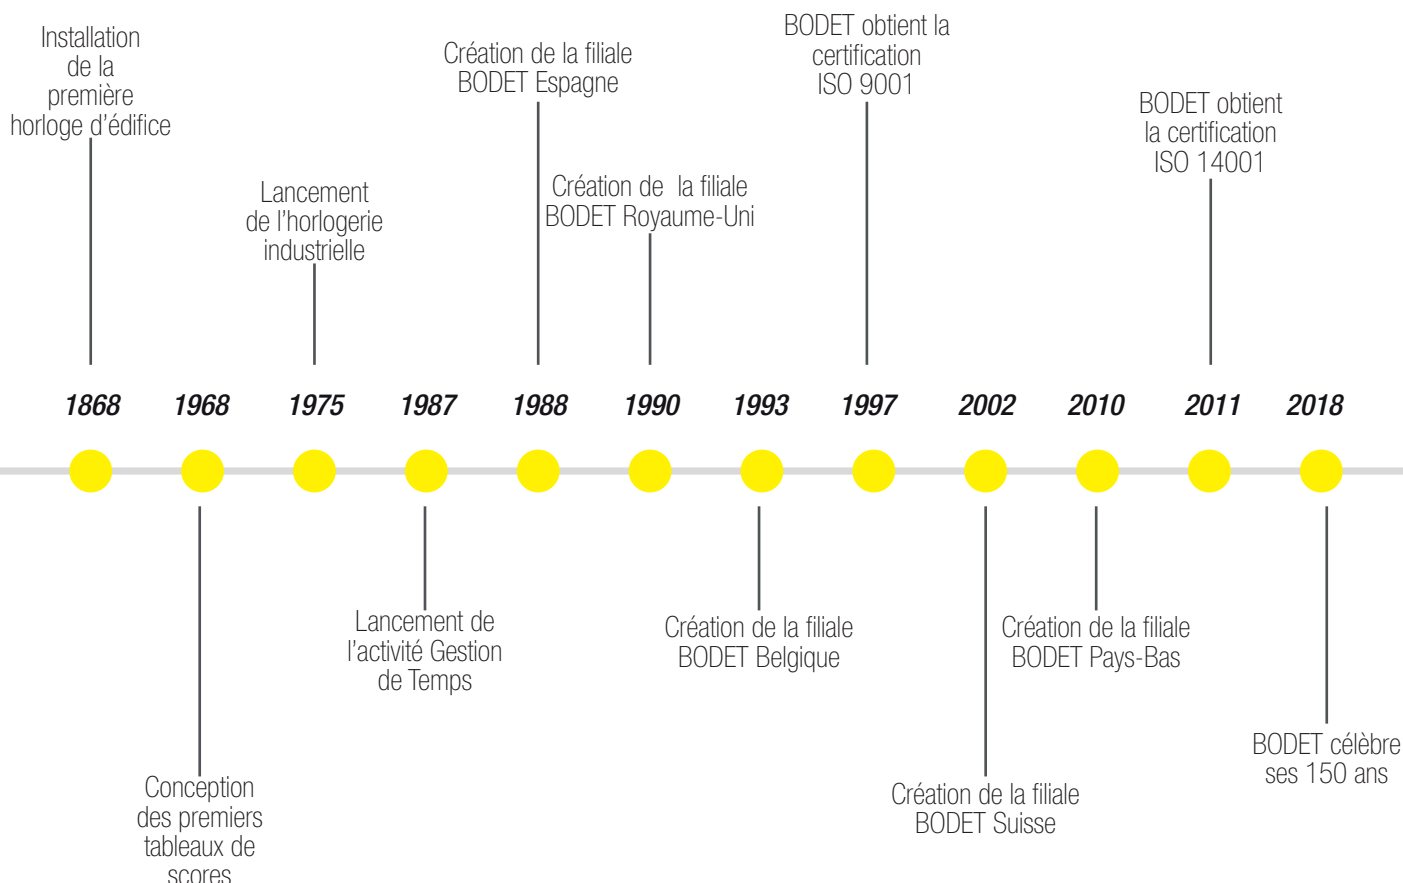 Installation
de la
première
horloge d'édifice
Lancement
de l'horlogerie
industrielle
Création de la filiale
BODET Espagne
Création de la filiale
BODET Royaume-Uni
BODET obtient la
certification
ISO 9001
BODET obtient
la certification
ISO 14001
1868 1968 1975 1987 1988 1990 1993 1997 2002 2010 2011 2018
Conception
des premiers
tableaux de
scores
Lancement de
l'activité Gestion
de Temps
Création de la filiale
BODET Belgique
Création de la filiale
BODET Suisse
Création de la filiale
BODET Pays-Bas
BODET célèbre
ses 150 ans